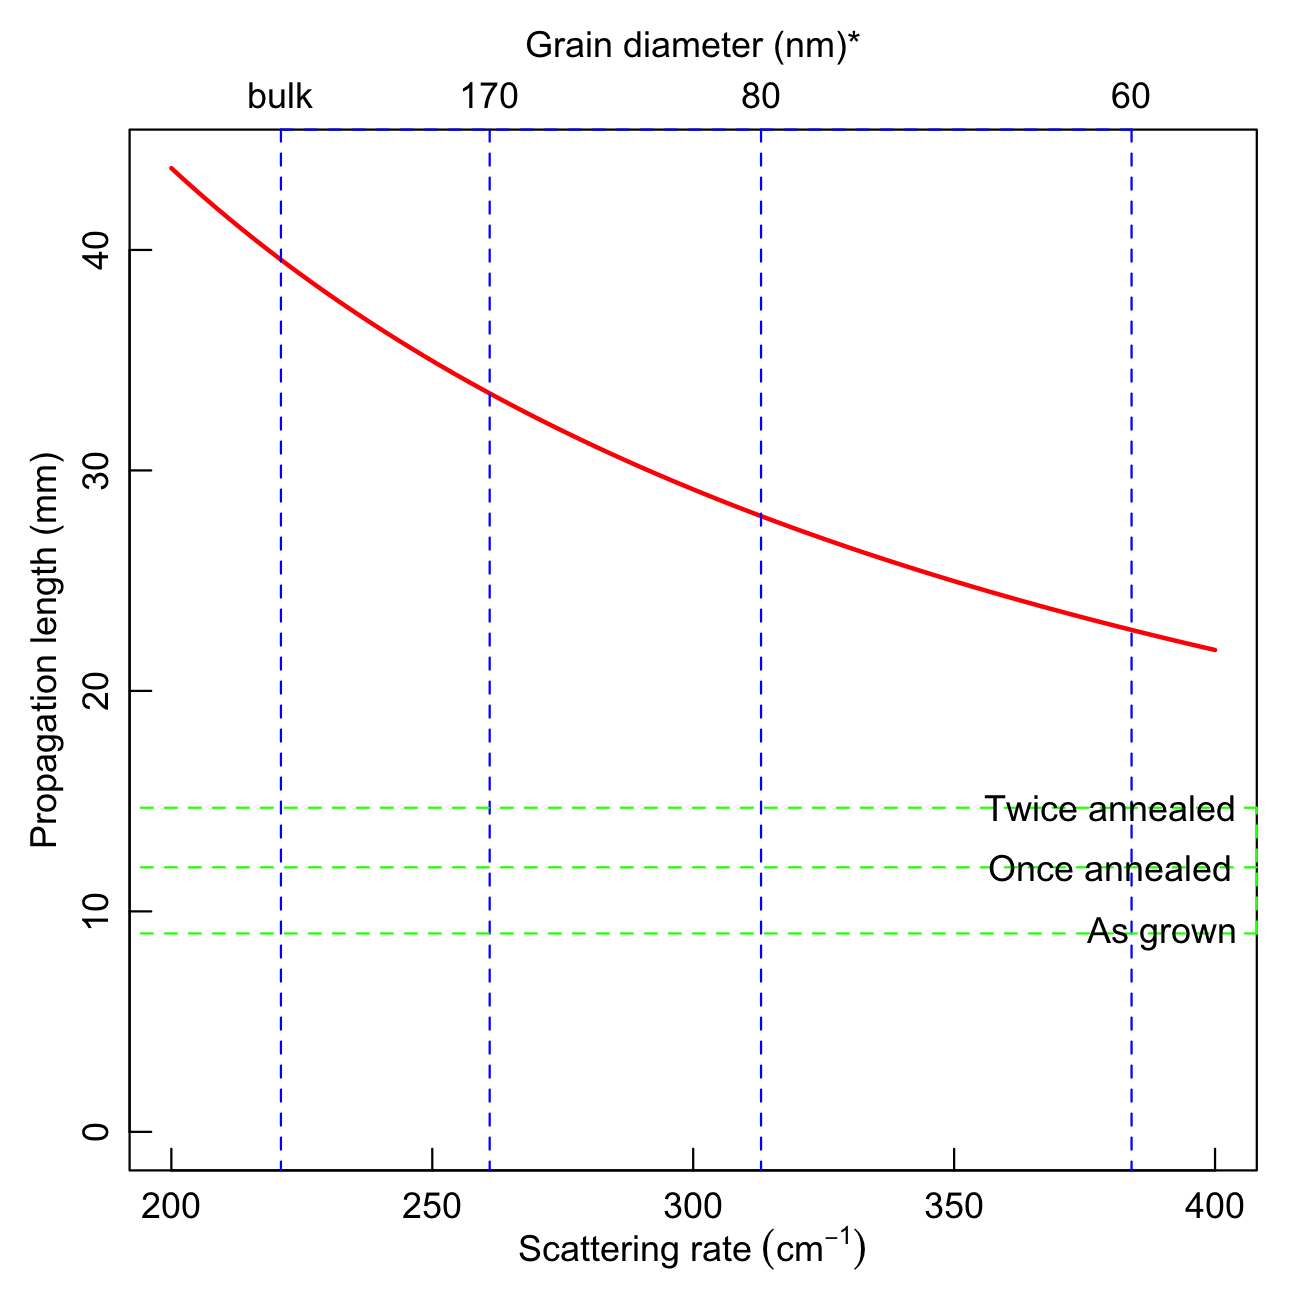 Grain diameter (nm)*
bulk 170 80 60
40
30
20
10
0
Propagation length (mm)
Twice annealed
Once annealed
As grown
200 250 300 350 400
Scattering rate (cm⁻¹)